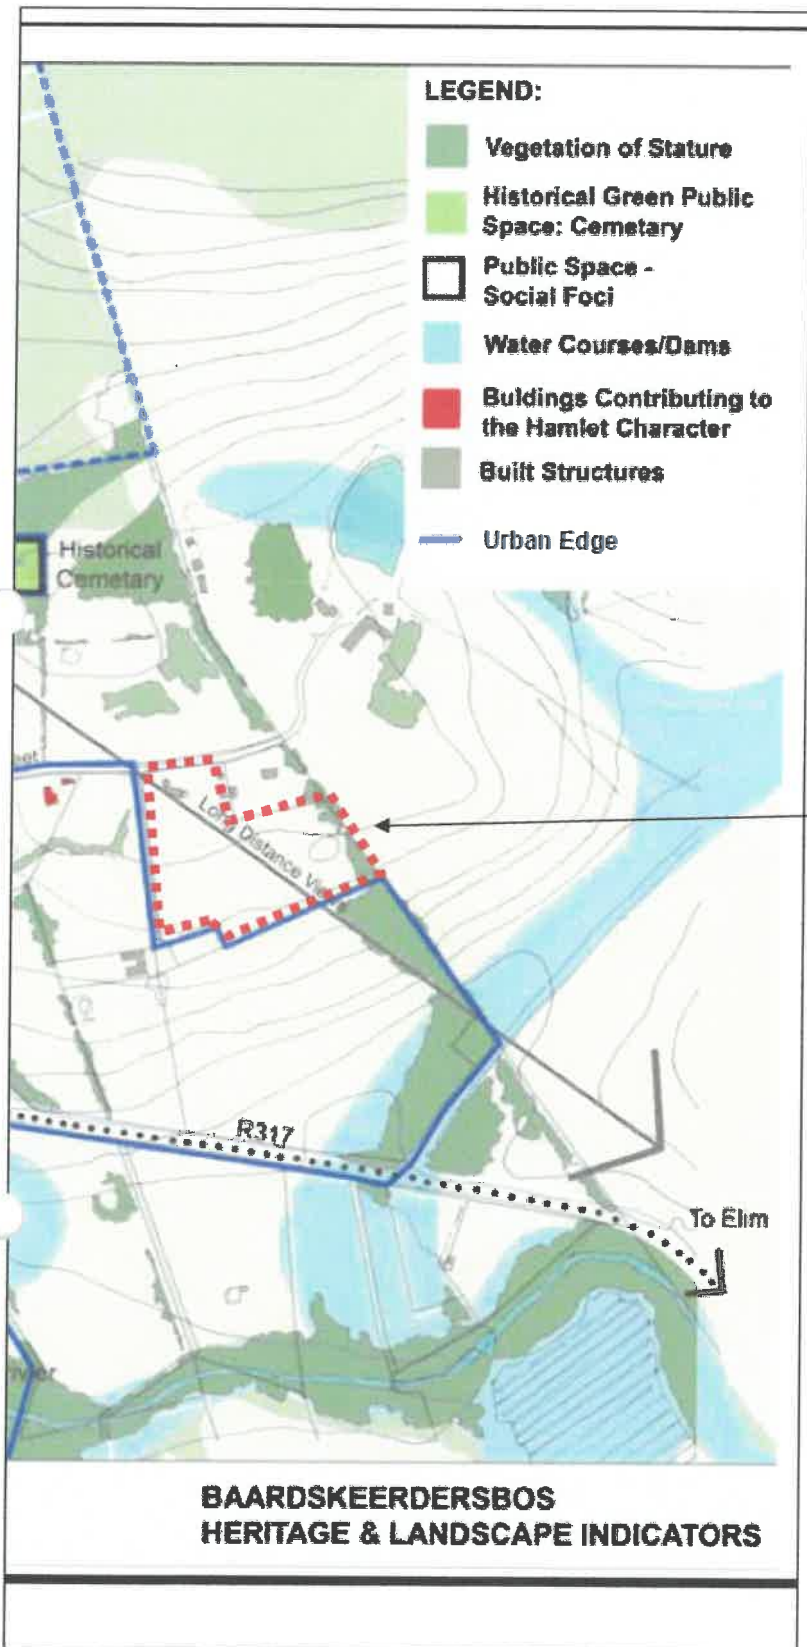 LEGEND:
Vegetation of Stature
Historical Green Public
Space: Cemetary
Public Space -
Social Foci
Water Courses/Dams
Buldings Contributing to
the Hamlet Character
Built Structures
Urban Edge
Historical
Cemetary
Long Distance
R317
To Elim
BAARDSKEERDERSBOS
HERITAGE & LANDSCAPE INDICATORS